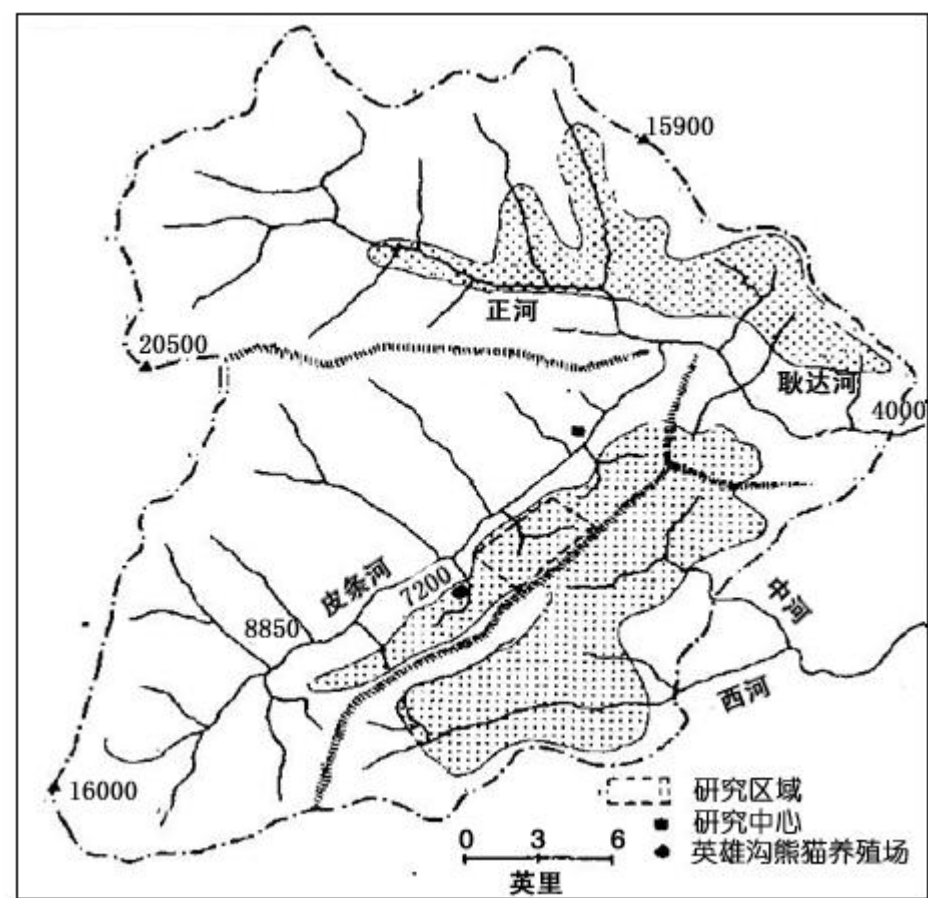 15900
正河
20500
耿达河
4000
皮条河
7200
8850
中河
西河
16000
研究区域
研究中心
英雄沟熊猫养殖场
0 3 6
英里